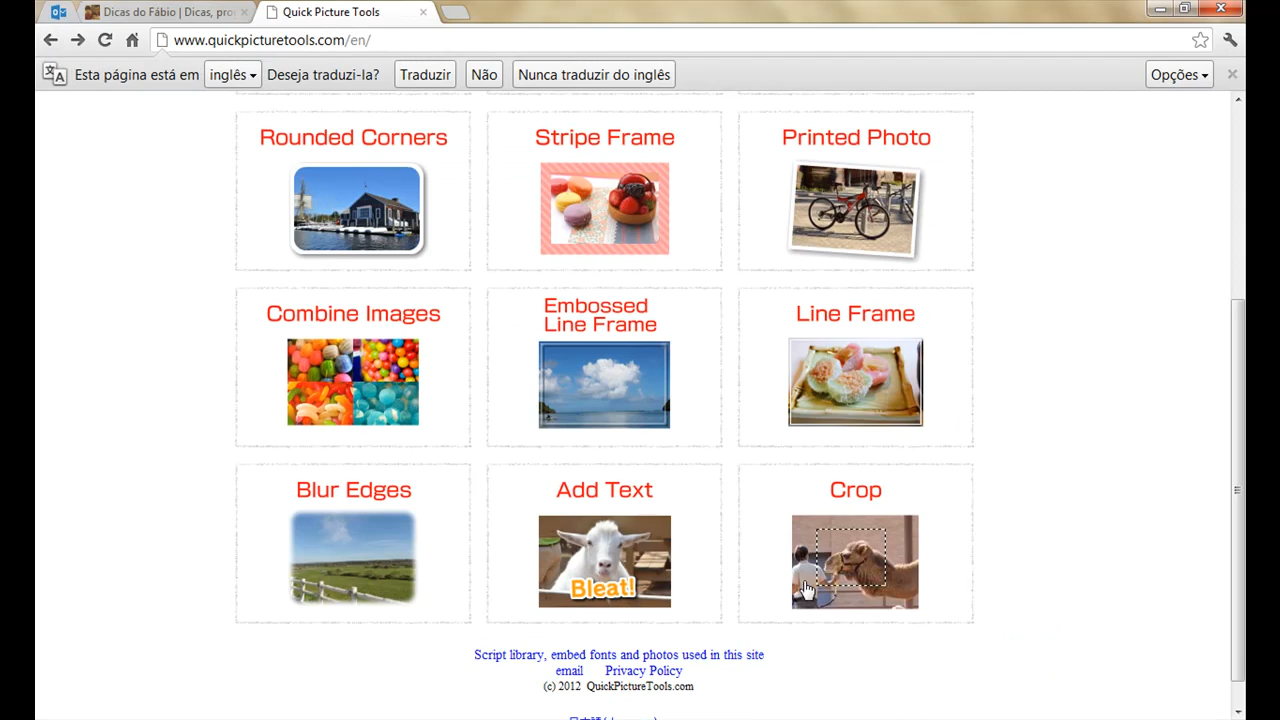 Dicas do Fábio | Dicas, pro
Quick Picture Tools
www.quickpicturetools.com/en/
Esta página está em inglês Deseja traduzi-la? Traduzir Não Nunca traduzir do inglês Opções
Rounded Corners
Stripe Frame
Printed Photo
Combine Images
Embossed
Line Frame
Line Frame
Blur Edges
Add Text
Crop
Bleat!
Script library, embed fonts and photos used in this site
email Privacy Policy
(c) 2012 QuickPictureTools.com